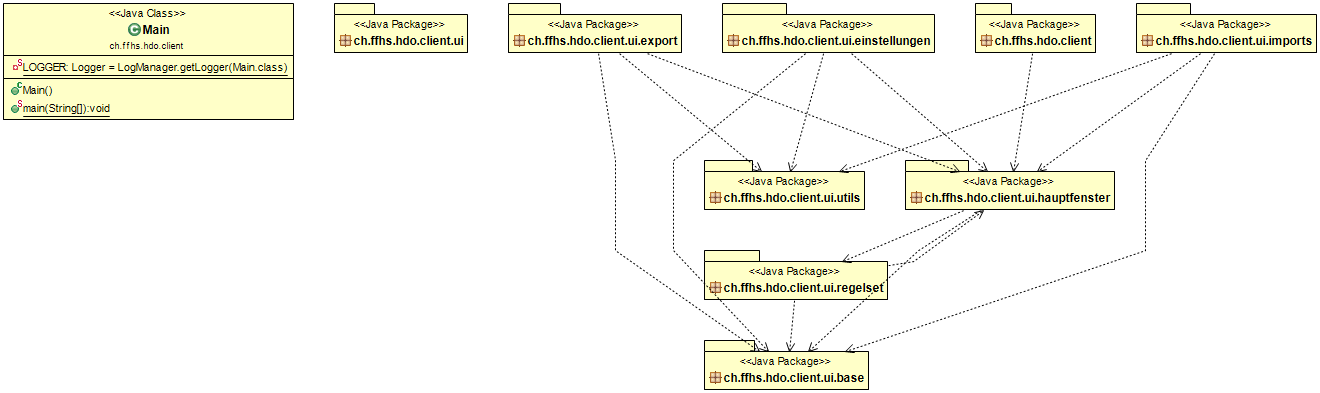 <<Java Class>>
Main
ch.ffhs.hdo.client
LOGGER: Logger = LogManager.getLogger(Main.class)
Main()
main(String[]):void
<<Java Package>>
ch.ffhs.hdo.client.ui
<<Java Package>>
ch.ffhs.hdo.client.ui.export
<<Java Package>>
ch.ffhs.hdo.client.ui.einstellungen
<<Java Package>>
ch.ffhs.hdo.client
<<Java Package>>
ch.ffhs.hdo.client.ui.imports
<<Java Package>>
ch.ffhs.hdo.client.ui.utils
<<Java Package>>
ch.ffhs.hdo.client.ui.hauptfenster
<<Java Package>>
ch.ffhs.hdo.client.ui.regelset
<<Java Package>>
ch.ffhs.hdo.client.ui.base